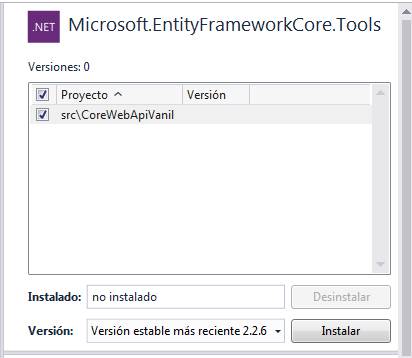 .NET Microsoft.EntityFrameworkCore.Tools
Versiones: 0
Proyecto Versión
src\CoreWebApiVanil
Instalado: no instalado Desinstalar
Versión: Versión estable más reciente 2.2.6 Instalar